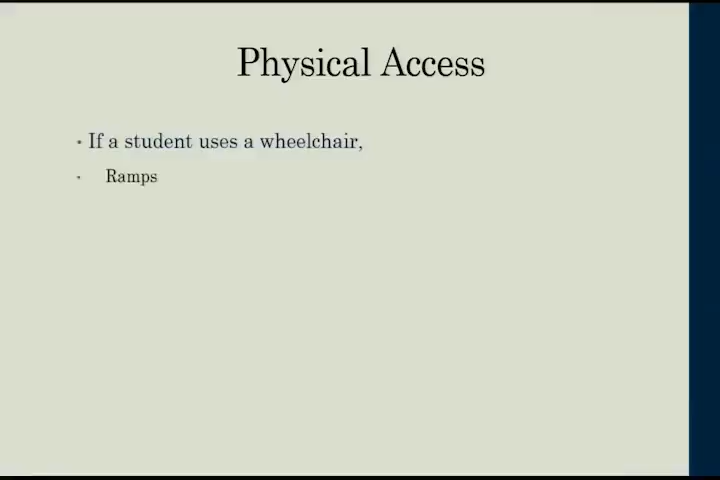 Physical Access
• If a student uses a wheelchair,
• Ramps